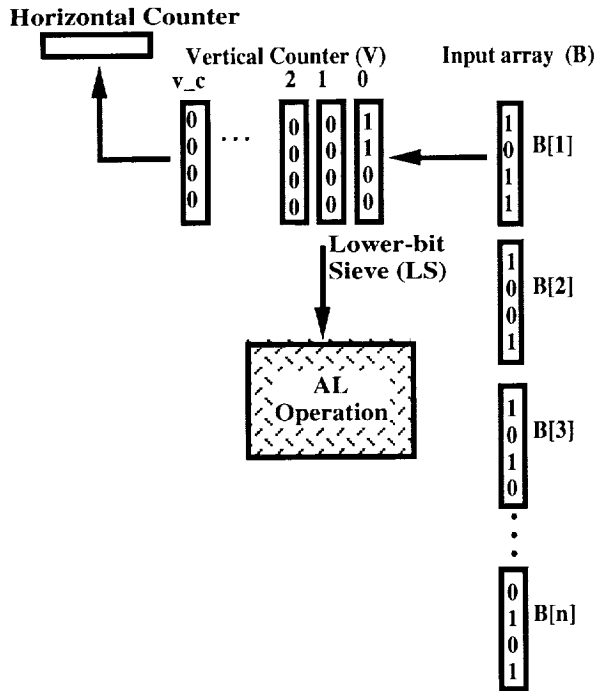 Horizontal Counter
Vertical Counter (V)
Input array (B)
v_c 2 1 0
0 0 0 1
0 0 0 1
0 0 0 0
0 0 0 0
...
1
0
1
1
B[1]
Lower-bit
Sieve (LS)
1
0
0
1
B[2]
AL
Operation
1
0
1
0
B[3]
0
1
0
1
B[n]